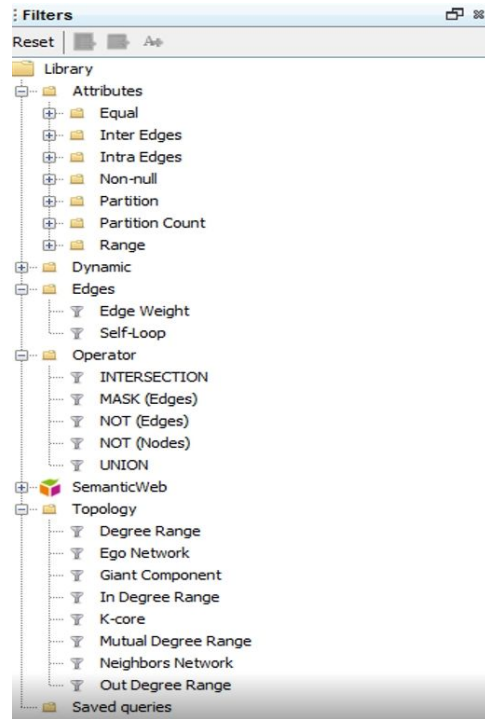 Filters
Reset
Library
Attributes
Equal
Inter Edges
Intra Edges
Non-null
Partition
Partition Count
Range
Dynamic
Edges
Edge Weight
Self-Loop
Operator
INTERSECTION
MASK (Edges)
NOT (Edges)
NOT (Nodes)
UNION
SemanticWeb
Topology
Degree Range
Ego Network
Giant Component
In Degree Range
K-core
Mutual Degree Range
Neighbors Network
Out Degree Range
Saved queries